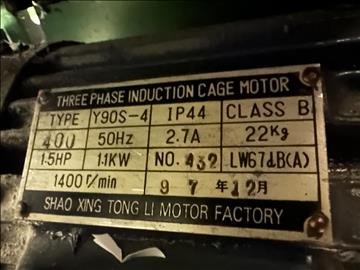 THREE PHASE INDUCTION CAGE MOTOR
TYPE Y90S-4 IP44 CLASS B
400 50Hz 2.7A 22Kg
1.5HP 1.1KW NO. 432 LW67dB(A)
1400 r/min 97年12月
SHAO XING TONG LI MOTOR FACTORY